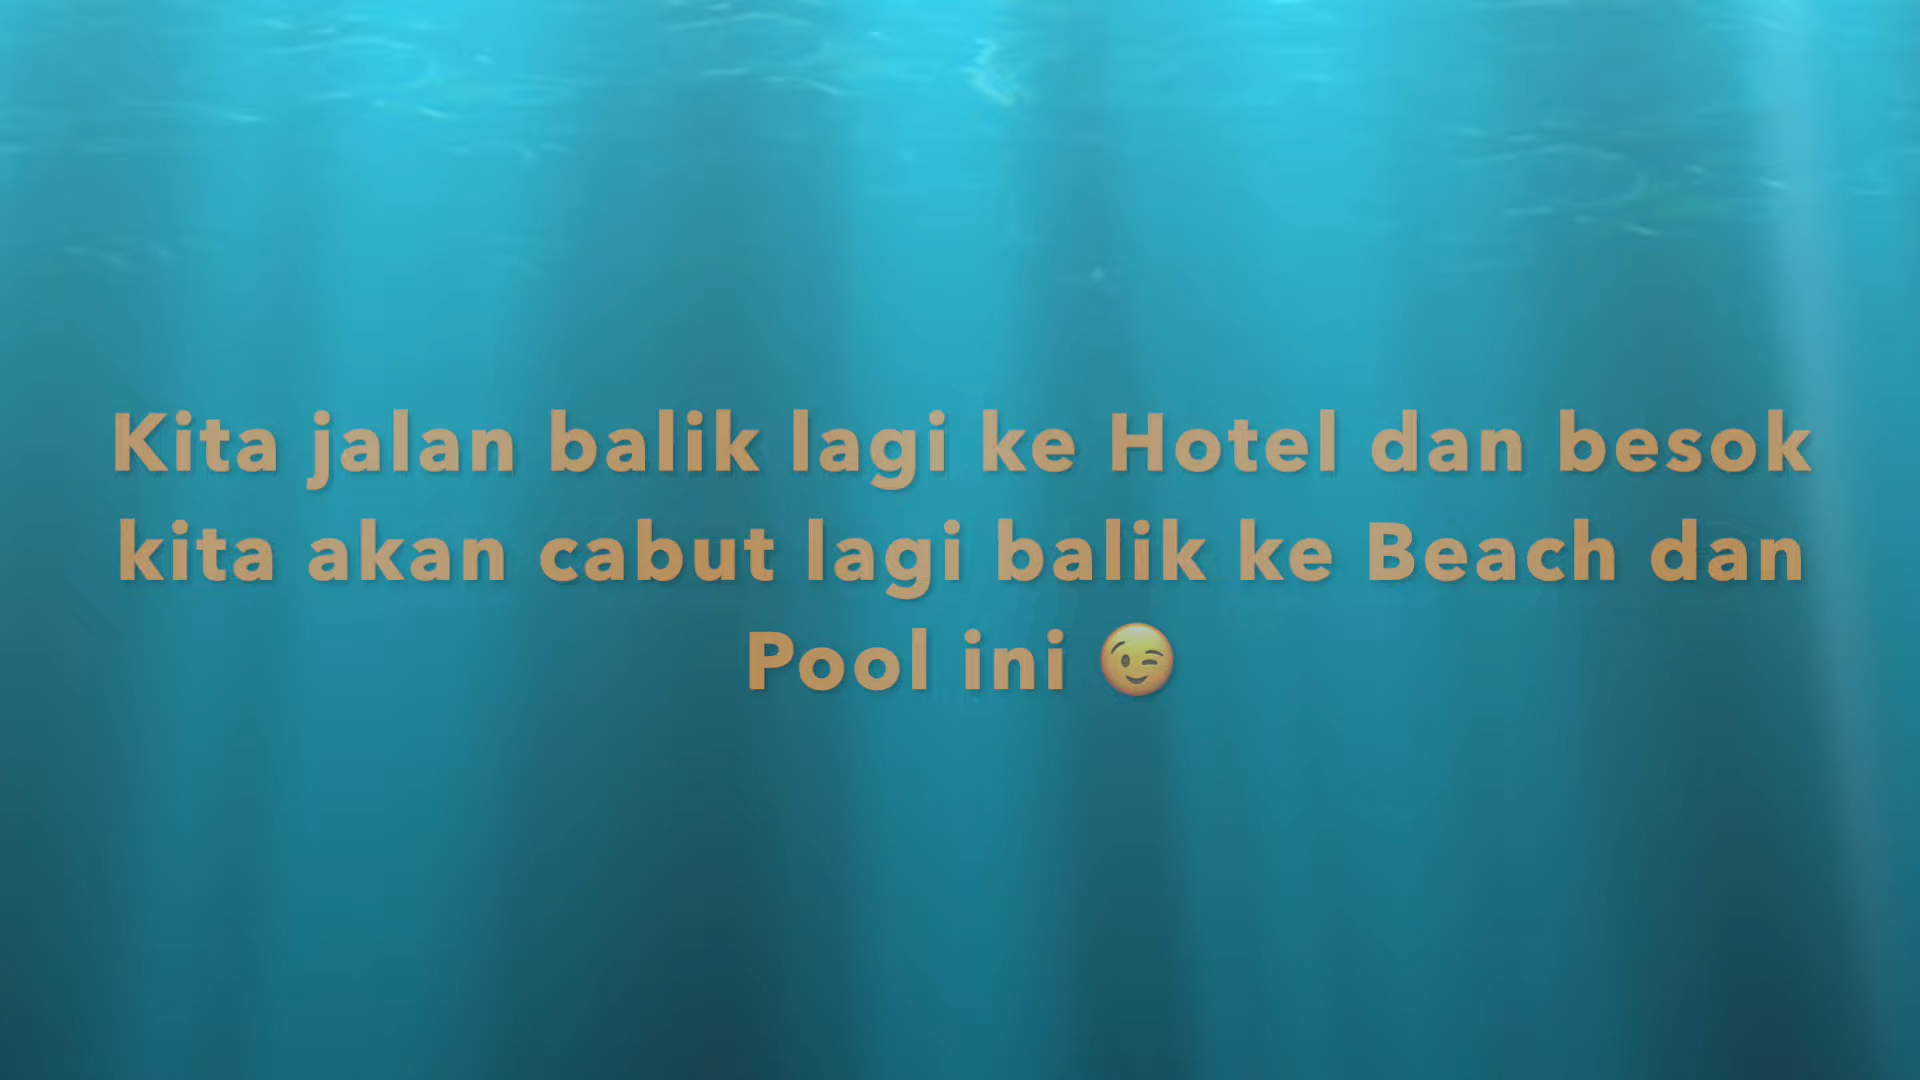 Kita jalan balik lagi ke Hotel dan besok
kita akan cabut lagi balik ke Beach dan
Pool ini 😉